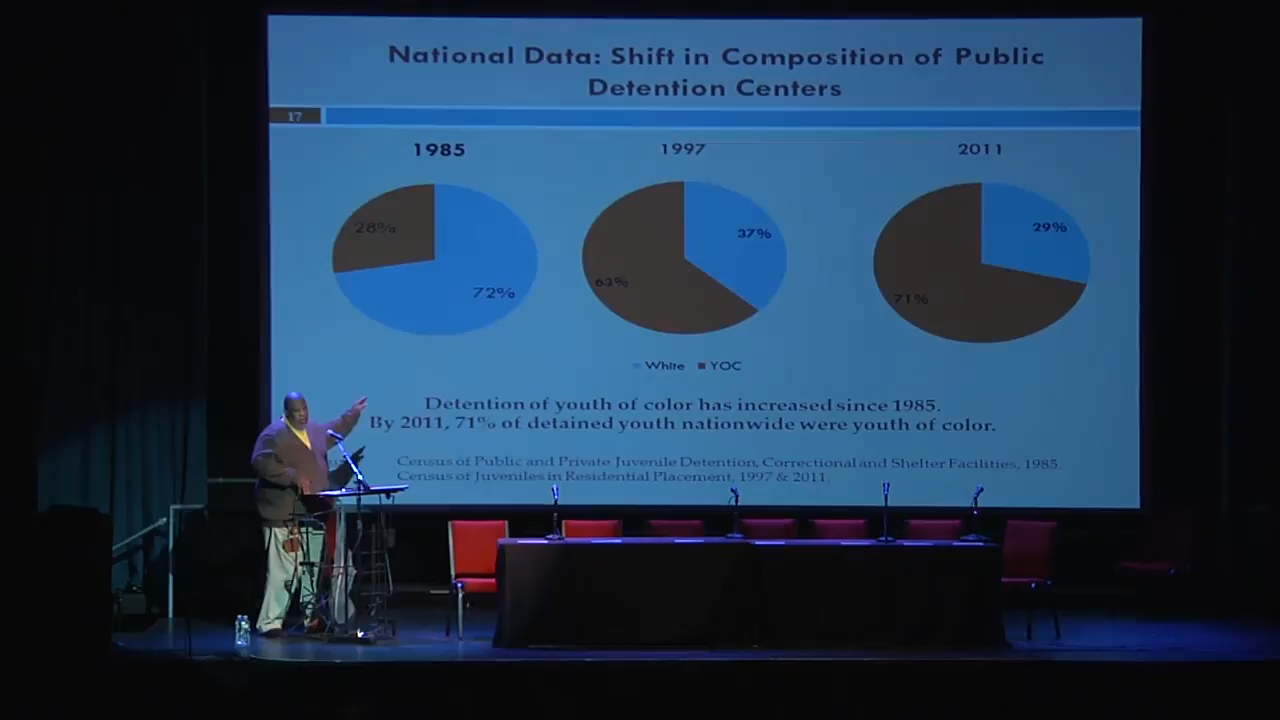 National Data: Shift in Composition of Public
Detention Centers
17
1985
1997
2011
28%
72%
37%
63%
29%
71%
White YOC
Detention of youth of color has increased since 1985.
By 2011, 71% of detained youth nationwide were youth of color.
Census of Public and Private Juvenile Detention, Correctional and Shelter Facilities, 1985.
Census of Juveniles in Residential Placement, 1997 & 2011.